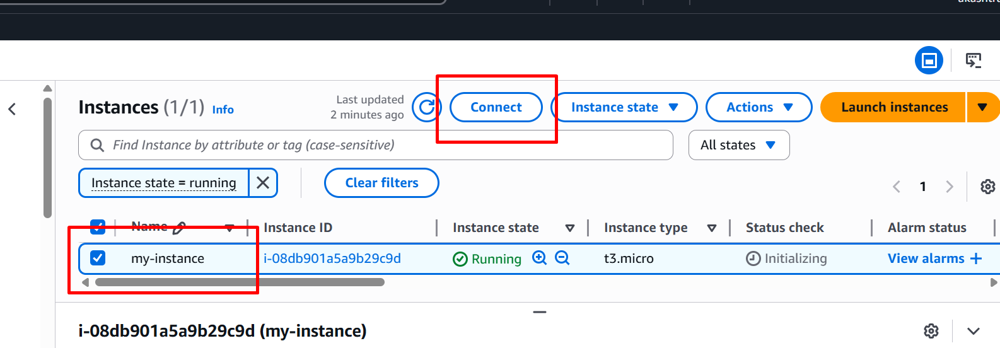 Instances (1/1) Info
Last updated
2 minutes ago
Connect
Instance state
Actions
Launch instances
Find Instance by attribute or tag (case-sensitive)
All states
Instance state = running
Clear filters
1
Name
Instance ID
Instance state
Instance type
Status check
Alarm status
my-instance
i-08db901a5a9b29c9d
Running
t3.micro
Initializing
View alarms +
i-08db901a5a9b29c9d (my-instance)